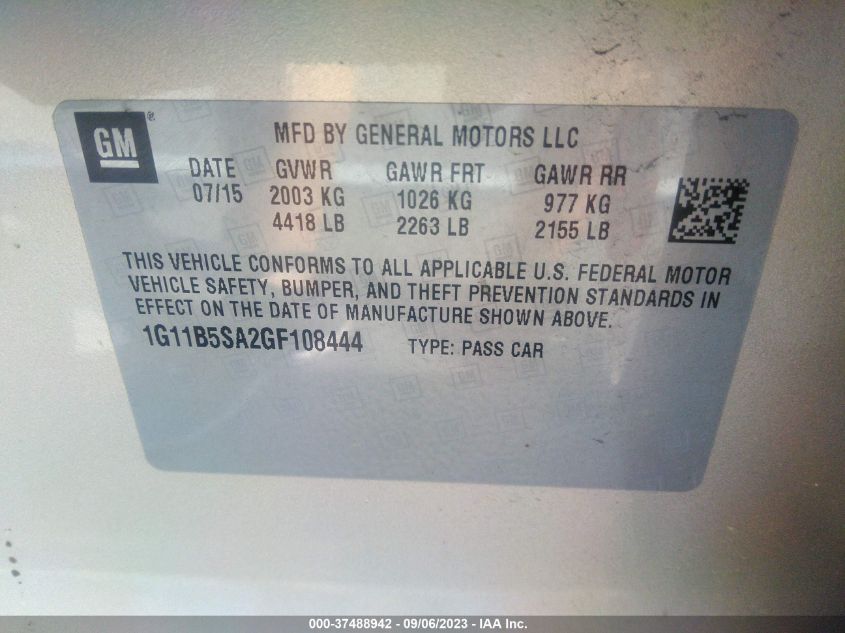 GM ®
MFD BY GENERAL MOTORS LLC
DATE GVWR GAWR FRT GAWR RR
07/15 2003 KG 1026 KG 977 KG
4418 LB 2263 LB 2155 LB
THIS VEHICLE CONFORMS TO ALL APPLICABLE U.S. FEDERAL MOTOR
VEHICLE SAFETY, BUMPER, AND THEFT PREVENTION STANDARDS IN
EFFECT ON THE DATE OF MANUFACTURE SHOWN ABOVE.
1G11B5SA2GF108444 TYPE: PASS CAR
000-37488942 - 09/06/2023 - IAA Inc.